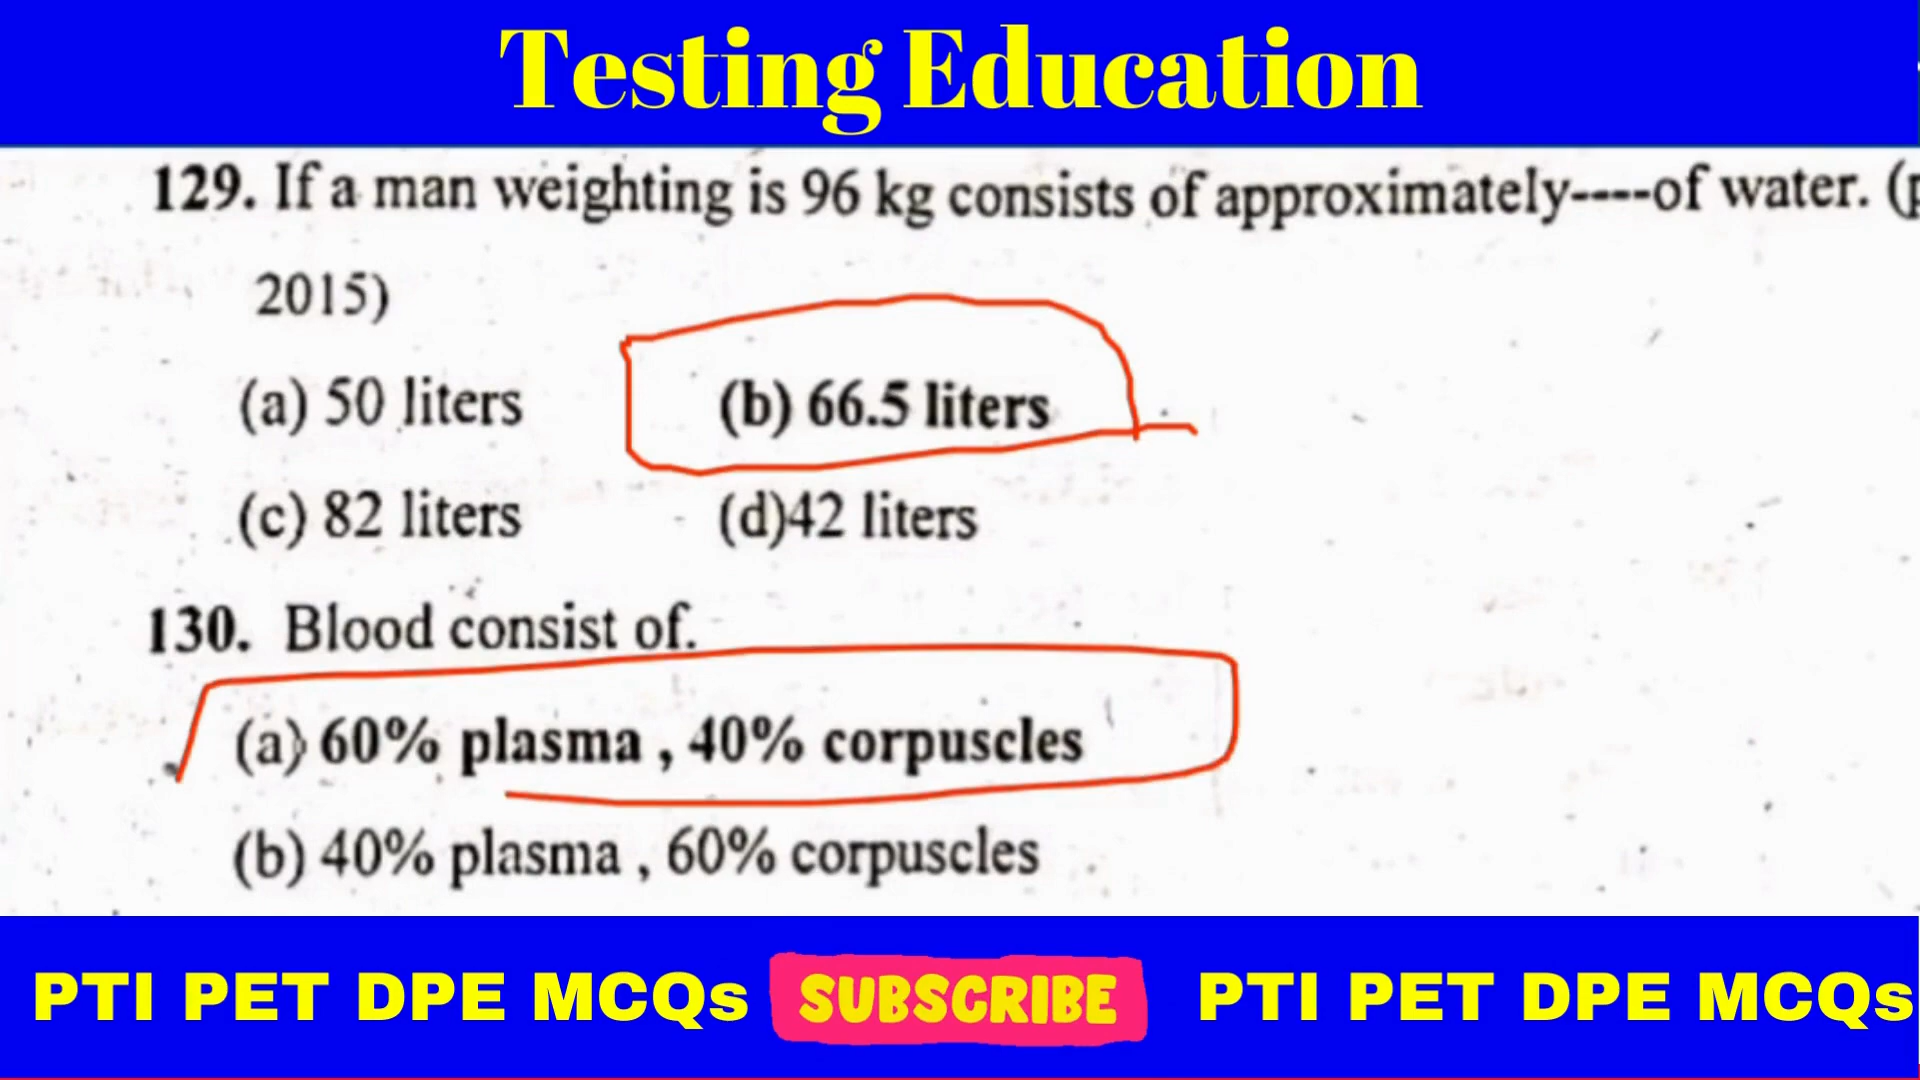 Testing Education
129. If a man weighting is 96 kg consists of approximately----of water. (p
2015)
(a) 50 liters (b) 66.5 liters
(c) 82 liters (d)42 liters
130. Blood consist of.
(a) 60% plasma , 40% corpuscles
(b) 40% plasma , 60% corpuscles
PTI PET DPE MCQs SUBSCRIBE PTI PET DPE MCQs